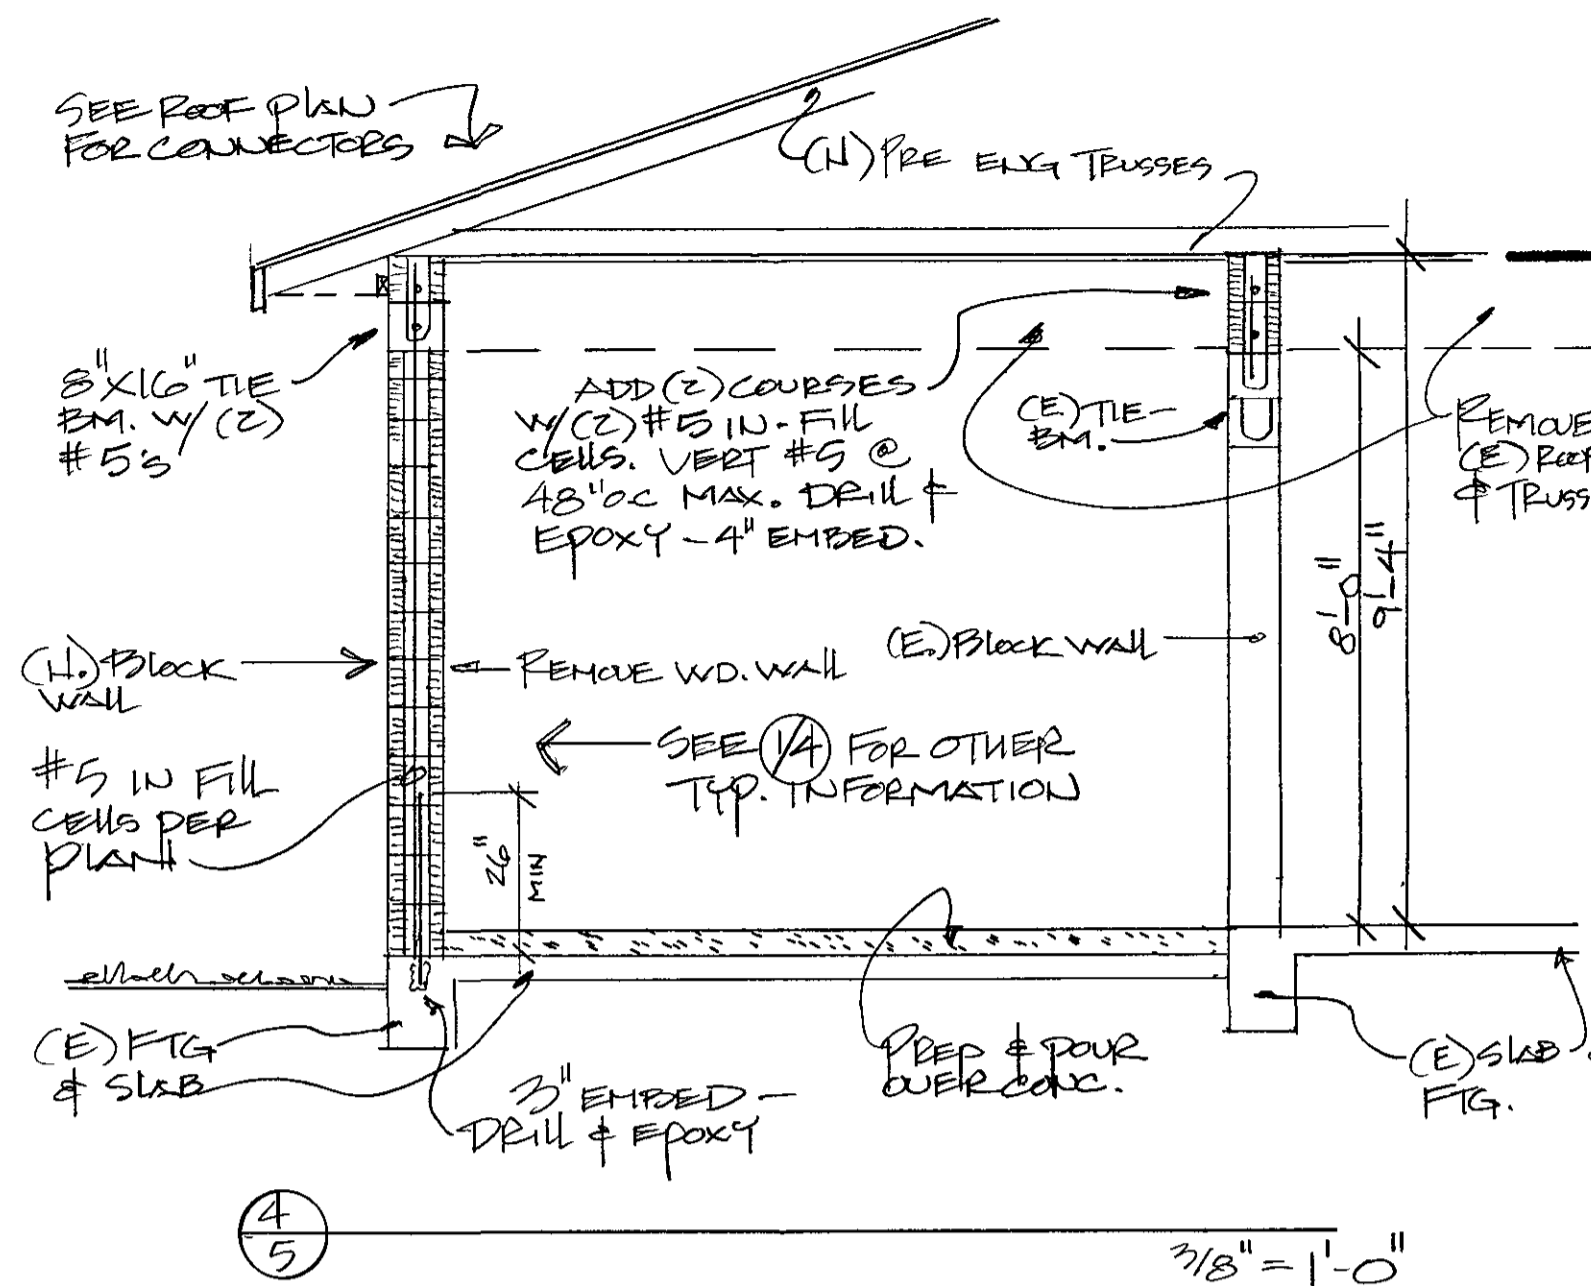 SEE ROOF PLAN
FOR CONNECTORS
(N) PRE ENG TRUSSES
8"X16" TIE
BM. W/(2)
#5's
ADD (2) COURSES
W/(2) #5 IN-FILL
CELLS. VERT #5 @
48" O.C MAX. DRILL &
EPOXY - 4" EMBED.
(E) TIE-
BM.
REMOVE
(E) ROOF
& TRUSS
8'-0"
9'-4"
(N.) BLOCK
WALL
REMOVE WD. WALL
(E.) BLOCK WALL
SEE 1/4 FOR OTHER
TYP. INFORMATION
#5 IN FILL
CELLS PER
PLAN
26"
MIN
(E) FTG
& SLAB
3" EMBED -
DRILL & EPOXY
PREP & POUR
OVER CONC.
(E) SLAB
FTG.
4
5
3/8" = 1'-0"